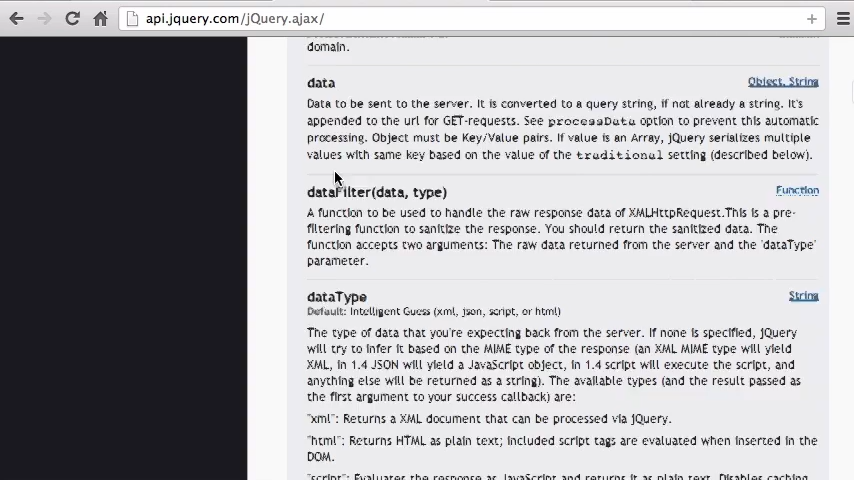 api.jquery.com/jQuery.ajax/
domain.
data
Object, String
Data to be sent to the server. It is converted to a query string, if not already a string. It's
appended to the url for GET-requests. See processData option to prevent this automatic
processing. Object must be Key/Value pairs. If value is an Array, jQuery serializes multiple
values with same key based on the value of the traditional setting (described below).
dataFilter(data, type)
Function
A function to be used to handle the raw response data of XMLHttpRequest.This is a pre-
filtering function to sanitize the response. You should return the sanitized data. The
function accepts two arguments: The raw data returned from the server and the 'dataType'
parameter.
dataType
String
Default: Intelligent Guess (xml, json, script, or html)
The type of data that you're expecting back from the server. If none is specified, jQuery
will try to infer it based on the MIME type of the response (an XML MIME type will yield
XML, in 1.4 JSON will yield a JavaScript object, in 1.4 script will execute the script, and
anything else will be returned as a string). The available types (and the result passed as
the first argument to your success callback) are:
"xml": Returns a XML document that can be processed via jQuery.
"html": Returns HTML as plain text; included script tags are evaluated when inserted in the
DOM.
"script": Evaluates the response as JavaScript and returns it as plain text. Disables caching